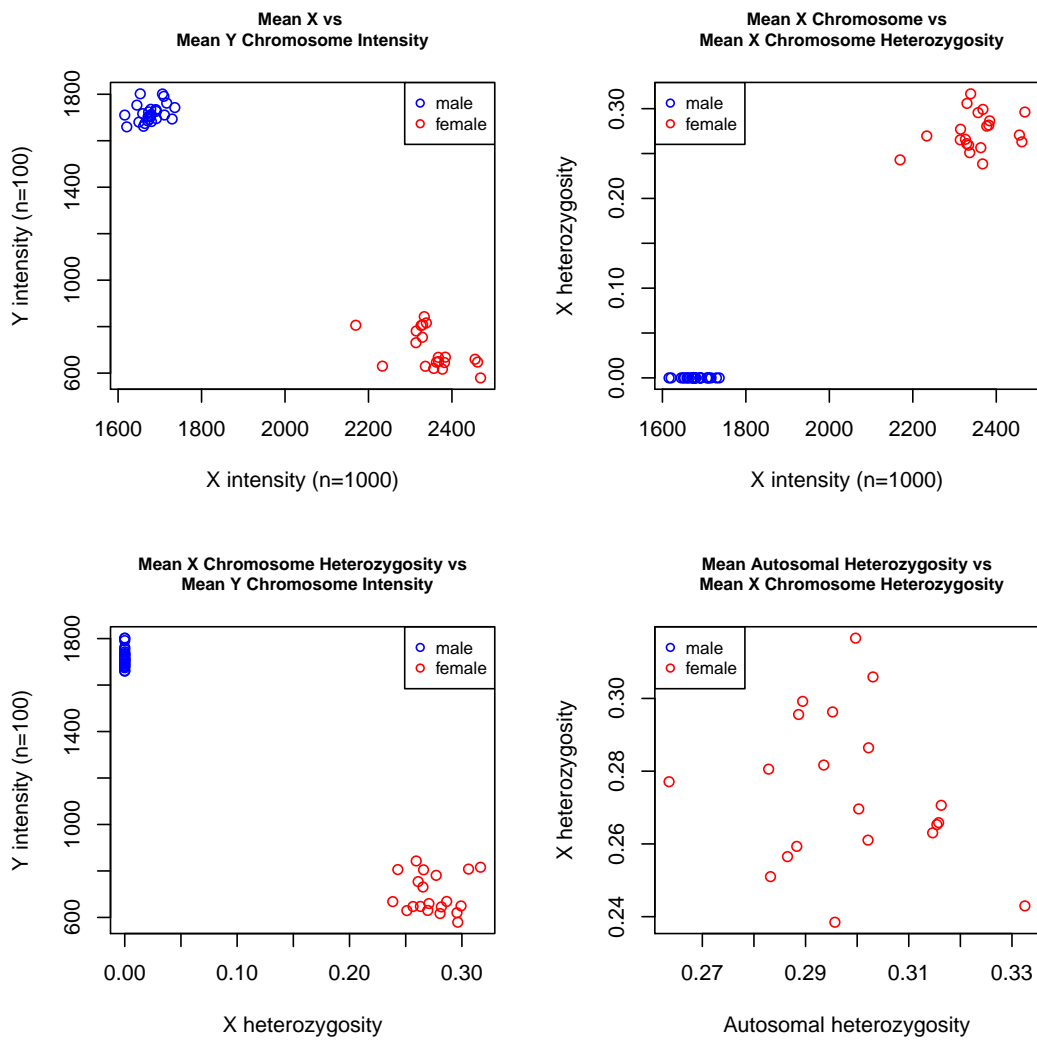 Mean X vs
Mean Y Chromosome Intensity
Y intensity (n=100)
1800
1400
1000
600
male
female
1600
1800
2000
2200
2400
X intensity (n=1000)
Mean X Chromosome vs
Mean X Chromosome Heterozygosity
X heterozygosity
0.30
0.20
0.10
0.00
male
female
1600
1800
2000
2200
2400
X intensity (n=1000)
Mean X Chromosome Heterozygosity vs
Mean Y Chromosome Intensity
Y intensity (n=100)
1800
1400
1000
600
male
female
0.00
0.10
0.20
0.30
X heterozygosity
Mean Autosomal Heterozygosity vs
Mean X Chromosome Heterozygosity
X heterozygosity
0.30
0.28
0.26
0.24
male
female
0.27
0.29
0.31
0.33
Autosomal heterozygosity